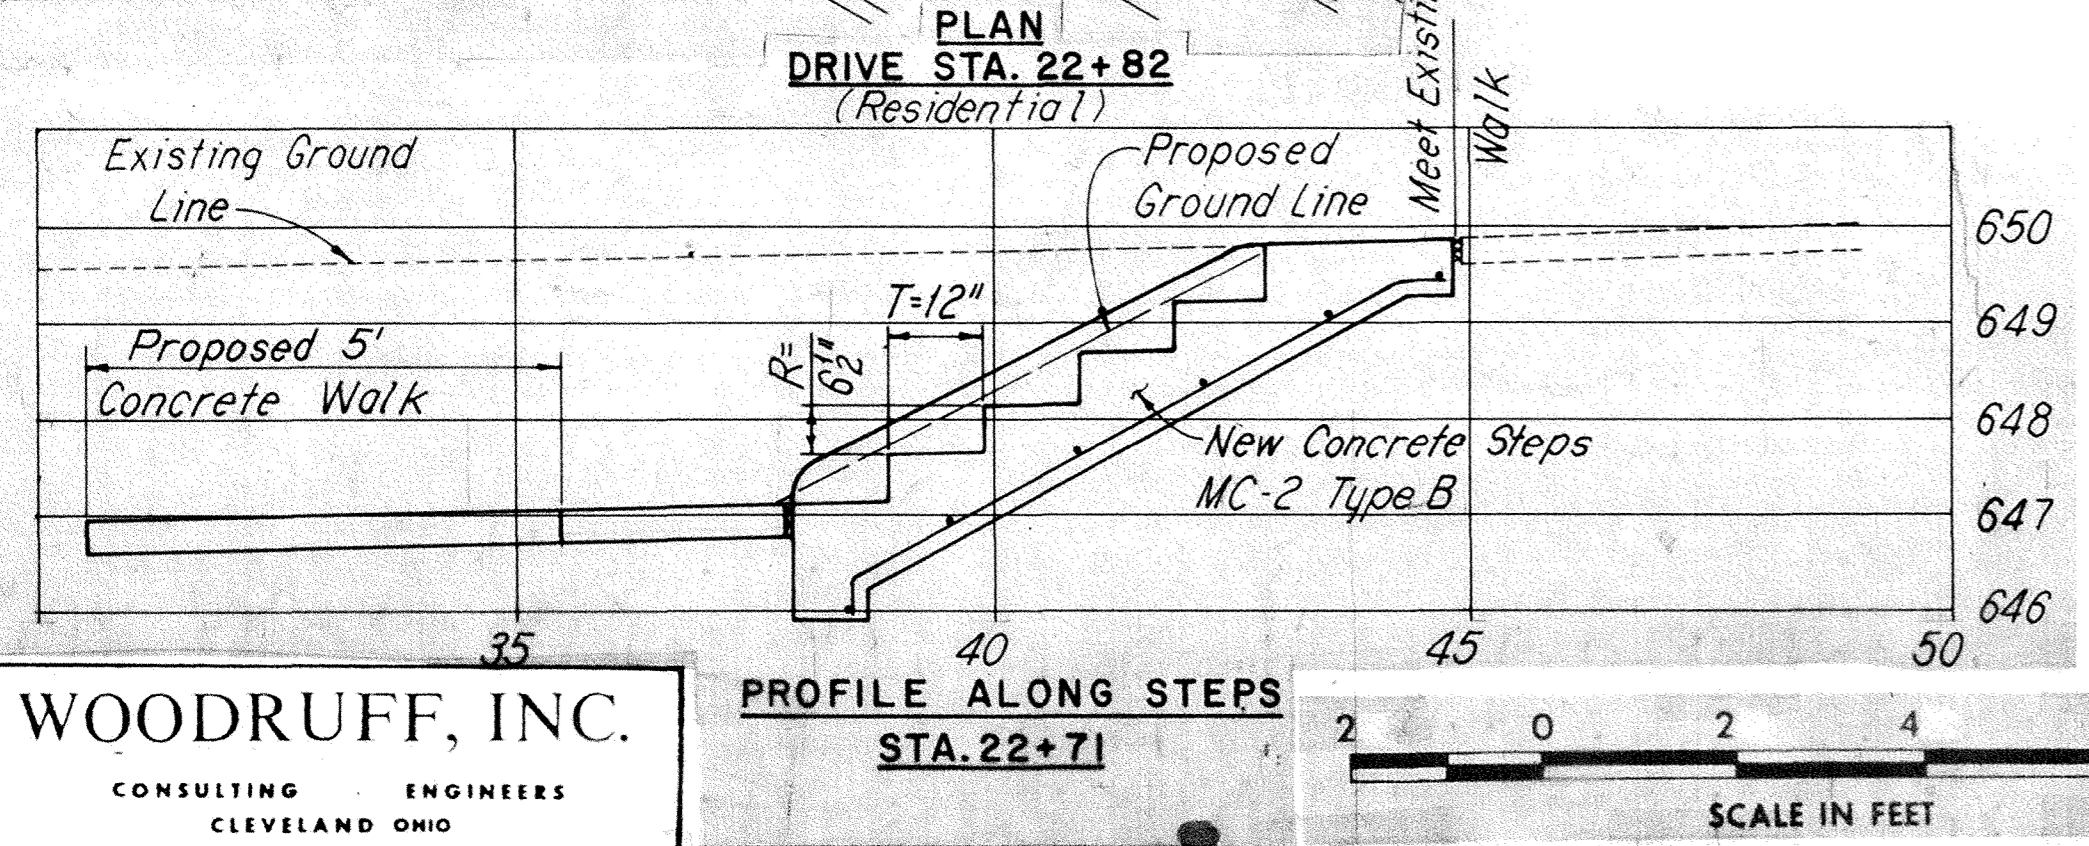 PLAN
DRIVE STA. 22+82
(Residential)
Existing Ground
Line
Proposed
Ground Line
Meet
Walk
650
T=12"
649
Proposed 5'
Concrete Walk
R=
6½"
648
New Concrete Steps
MC-2 Type B
647
646
35
40
45
50
WOODRUFF, INC.
CONSULTING ENGINEERS
CLEVELAND OHIO
PROFILE ALONG STEPS
STA. 22+71
2 0 2 4
SCALE IN FEET